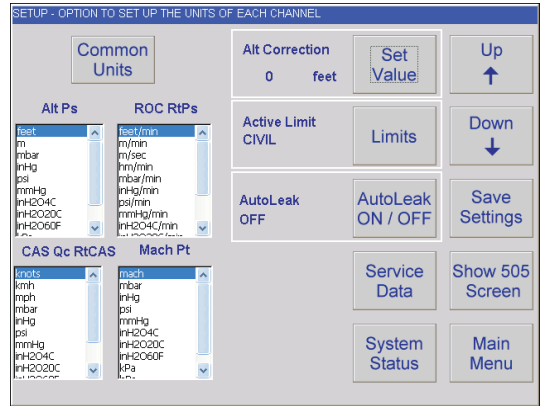 SETUP - OPTION TO SET UP THE UNITS OF EACH CHANNEL
Common
Units
Alt Correction
0 feet
Set
Value
Up
Alt Ps
ROC RtPs
feet
m
mbar
inHg
psi
mmHg
inH2O4C
inH2O20C
inH2O60F
feet/min
m/min
m/sec
hm/min
mbar/min
inHg/min
psi/min
mmHg/min
inH2O4C/min
Active Limit
CIVIL
Limits
Down
AutoLeak
OFF
AutoLeak
ON / OFF
Save
Settings
CAS Qc RtCAS
Mach Pt
knots
kmh
mph
mbar
inHg
psi
mmHg
inH2O4C
inH2O20C
mach
mbar
inHg
psi
mmHg
inH2O4C
inH2O20C
inH2O60F
kPa
Service
Data
Show 505
Screen
System
Status
Main
Menu